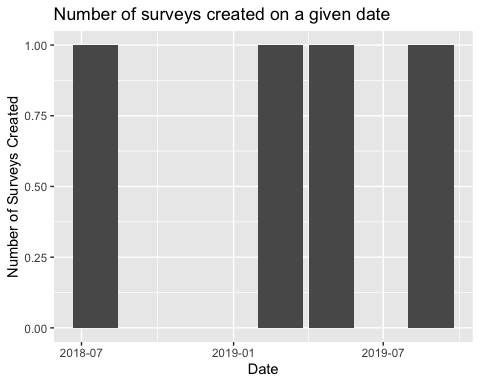 Number of surveys created on a given date
Number of Surveys Created
1.00
0.75
0.50
0.25
0.00
2018-07
2019-01
2019-07
Date